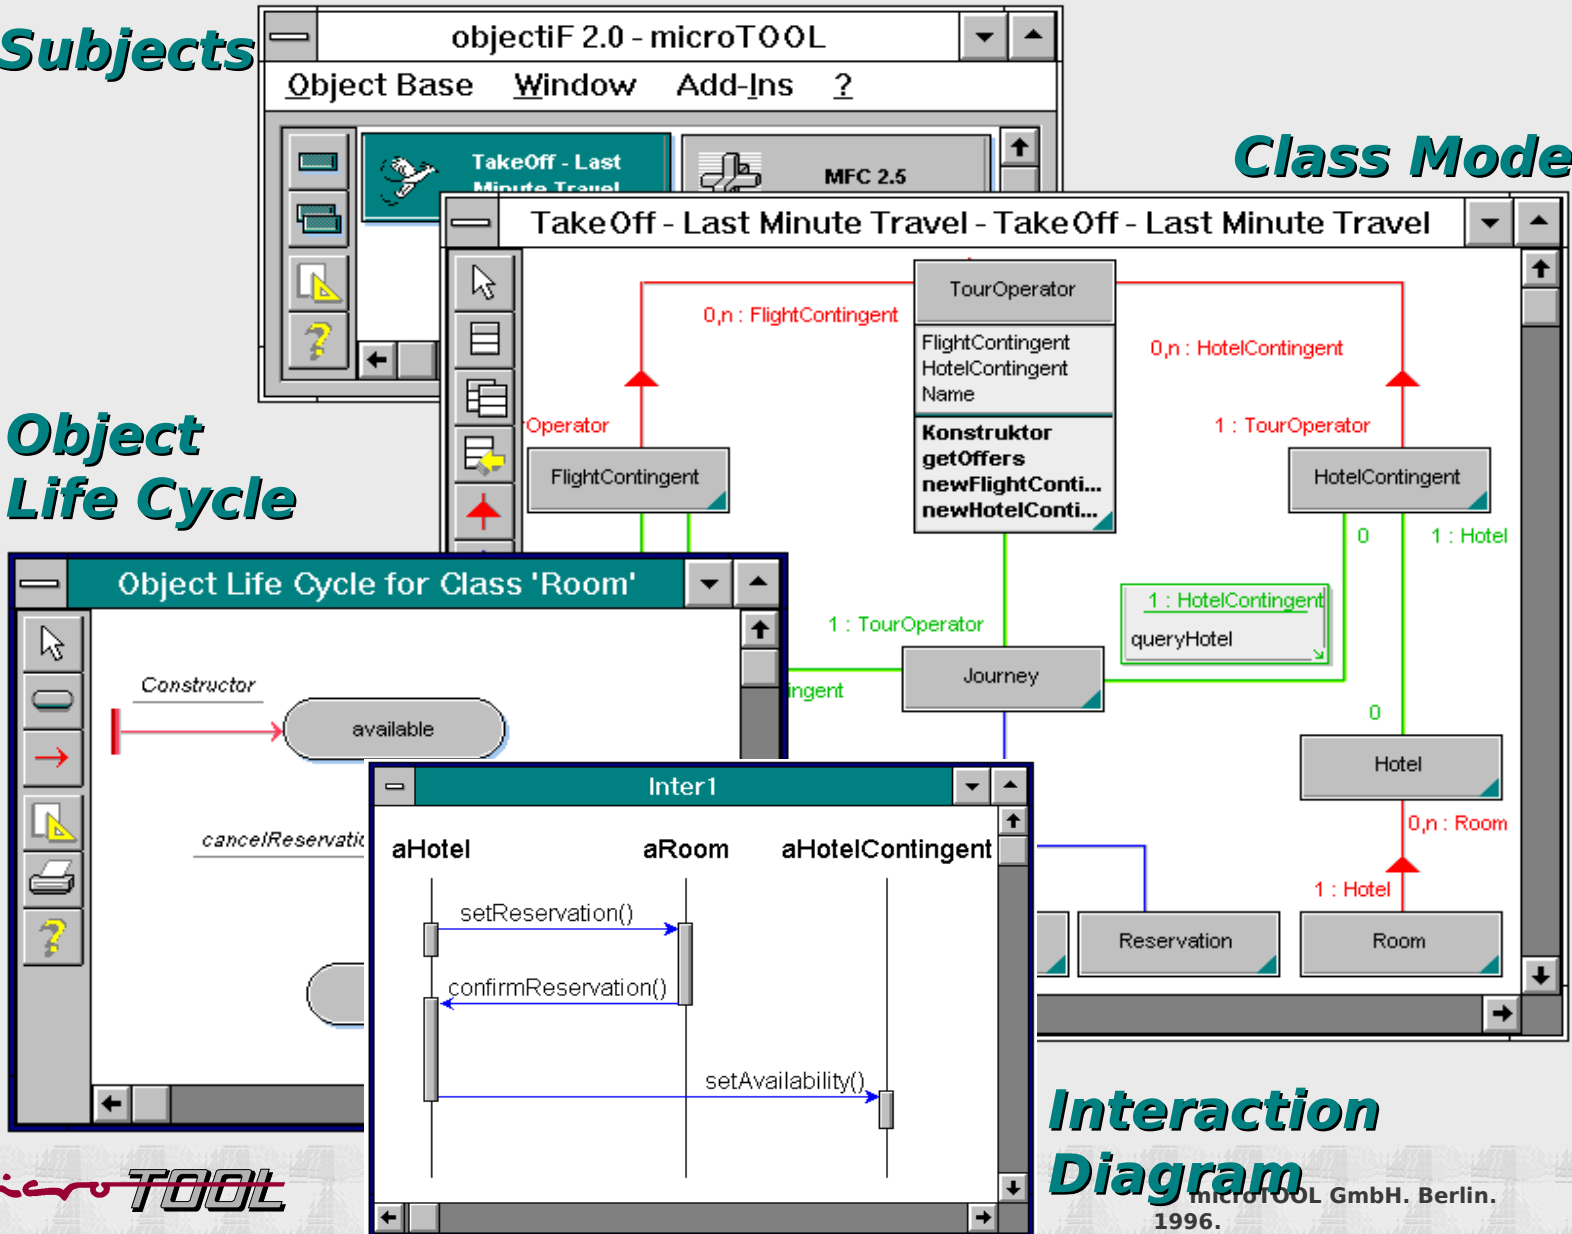 Subjects
objectiF 2.0 - microTOOL
Object Base Window Add-Ins ?
TakeOff - Last
Minute Travel
MFC 2.5
Class Mode
TakeOff - Last Minute Travel - TakeOff - Last Minute Travel
TourOperator
0,n : FlightContingent
FlightContingent
HotelContingent
Name
0,n : HotelContingent
Operator
1 : TourOperator
Konstruktor
getOffers
newFlightConti...
newHotelConti...
FlightContingent
HotelContingent
Object
Life Cycle
0
1 : Hotel
Object Life Cycle for Class 'Room'
1 : HotelContingent
queryHotel
1 : TourOperator
Journey
ingent
Constructor
available
0
Hotel
0,n : Room
1 : Hotel
Reservation
Room
cancelReservatio
Inter1
aHotel aRoom aHotelContingent
setReservation()
confirmReservation()
setAvailability()
Interaction
Diagram
icro TOOL
microTOOL GmbH. Berlin.
1996.